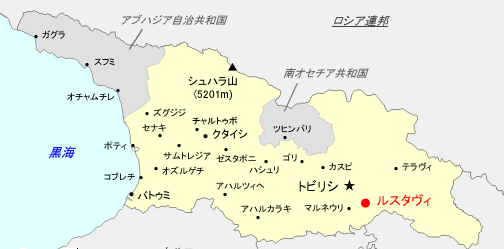 アブハジア自治共和国
ロシア連邦
ガグラ
スフミ
シュハラ山
(5201m)
南オセチア共和国
オチャムチレ
ズグジジ
チャルトゥボ
ツヒンバリ
セナキ
クタイシ
黒海
ポティ
サムトレジア
ゼスタポニ
ゴリ
カスピ
テラヴィ
オズルゲチ
ハシュリ
コブレチ
バトゥミ
アハルツィヘ
トビリシ
ルスタヴィ
アハルカラキ
マルネウリ